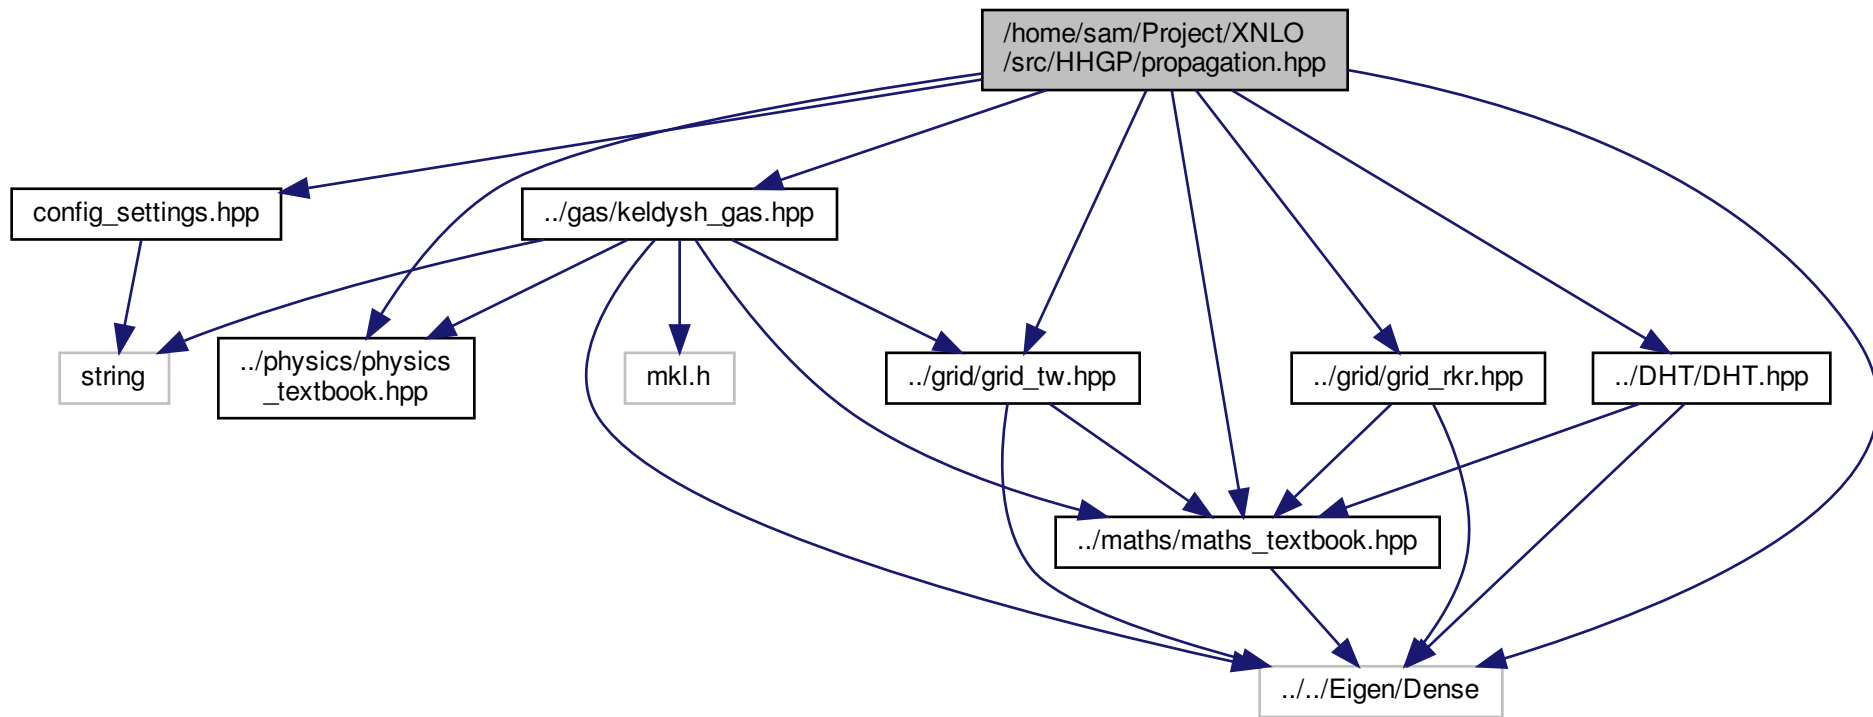 /home/sam/Project/XNLO
/src/HHGP/propagation.hpp
config_settings.hpp
../gas/keldysh_gas.hpp
string
../physics/physics
_textbook.hpp
mkl.h
../grid/grid_tw.hpp
../grid/grid_rkr.hpp
../DHT/DHT.hpp
../maths/maths_textbook.hpp
../../Eigen/Dense